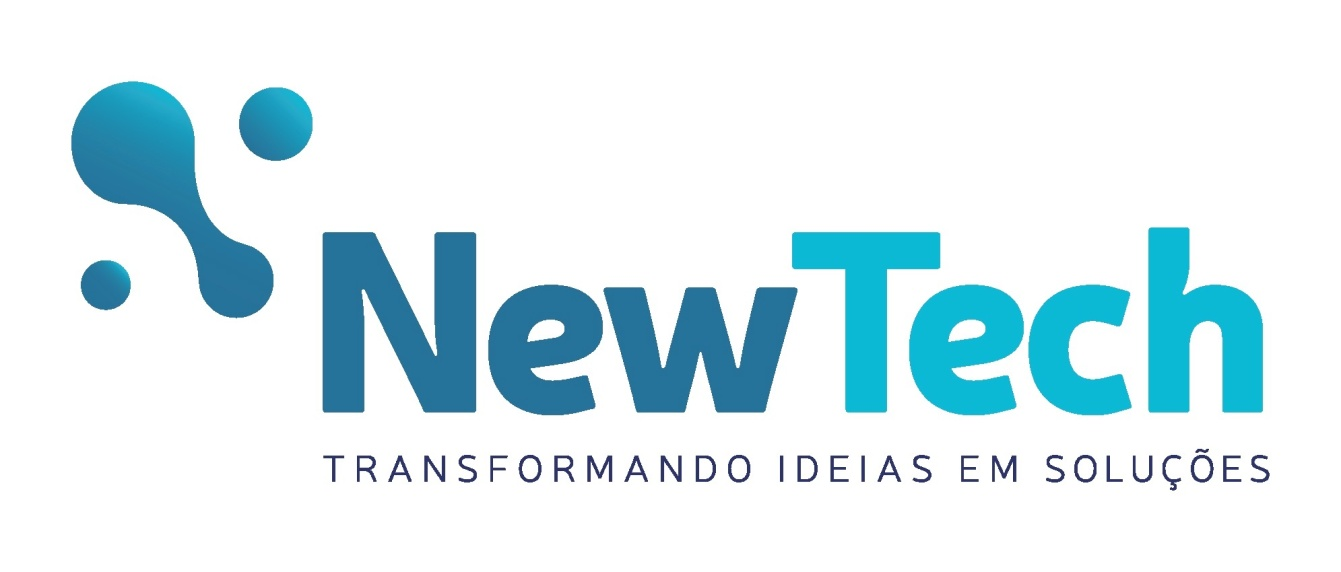 NewTech
TRANSFORMANDO IDEIAS EM SOLUÇÕES